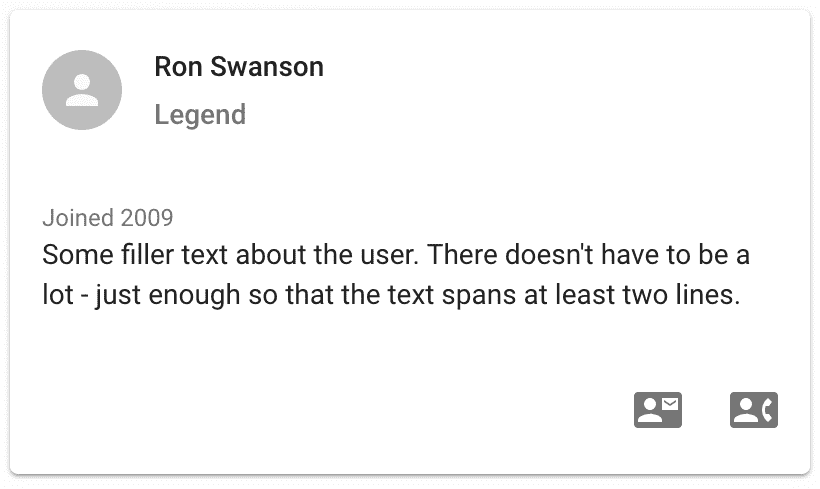 Ron Swanson
Legend
Joined 2009
Some filler text about the user. There doesn't have to be a
lot - just enough so that the text spans at least two lines.